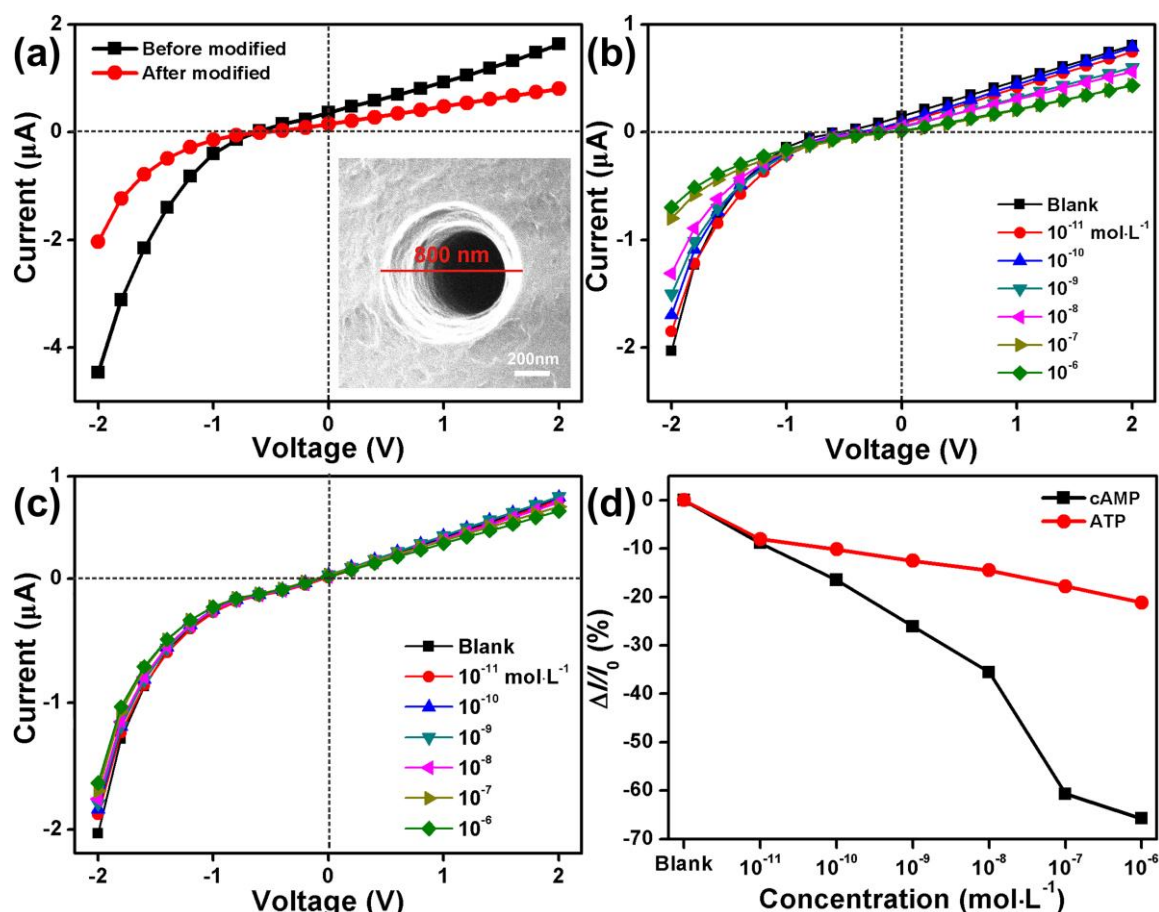 (a)
Before modified
After modified
2
0
-2
-4
Current (μA)
800 nm
200nm
-2 -1 0 1 2
Voltage (V)
(b)
1
0
-1
-2
Current (μA)
Blank
10⁻¹¹ mol·L⁻¹
10⁻¹⁰
10⁻⁹
10⁻⁸
10⁻⁷
10⁻⁶
-2 -1 0 1 2
Voltage (V)
(c)
1
0
-1
-2
Current (μA)
Blank
10⁻¹¹ mol·L⁻¹
10⁻¹⁰
10⁻⁹
10⁻⁸
10⁻⁷
10⁻⁶
-2 -1 0 1 2
Voltage (V)
(d)
cAMP
ATP
0
-10
-20
-30
-40
-50
-60
-70
ΔI/I₀ (%)
Blank 10⁻¹¹ 10⁻¹⁰ 10⁻⁹ 10⁻⁸ 10⁻⁷ 10⁻⁶
Concentration (mol·L⁻¹)